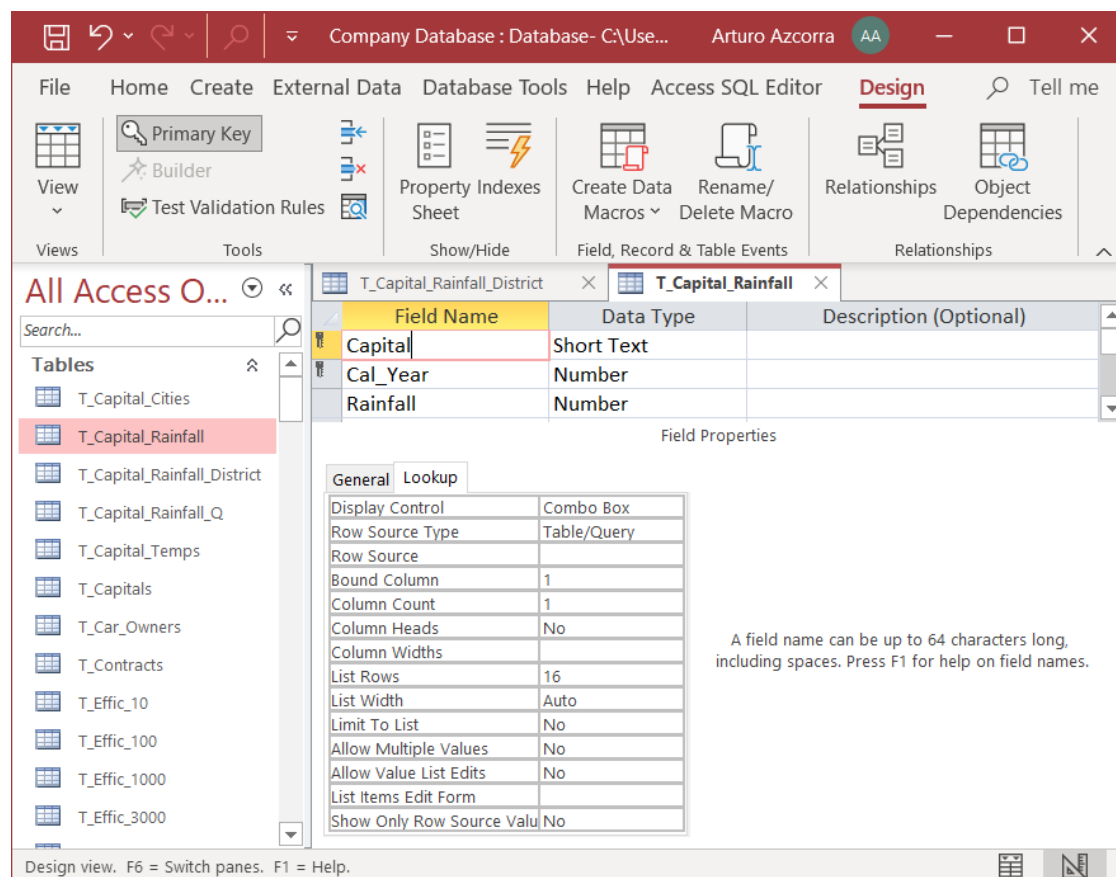 Company Database : Database- C:\Use... Arturo Azcorra AA
File Home Create External Data Database Tools Help Access SQL Editor Design Tell me
View
Primary Key
Builder
Test Validation Rules
Property Sheet
Indexes
Create Data Macros
Rename/ Delete Macro
Relationships
Object Dependencies
Views Tools Show/Hide Field, Record & Table Events Relationships
All Access O...
Search...
Tables
T_Capital_Cities
T_Capital_Rainfall
T_Capital_Rainfall_District
T_Capital_Rainfall_Q
T_Capital_Temps
T_Capitals
T_Car_Owners
T_Contracts
T_Effic_10
T_Effic_100
T_Effic_1000
T_Effic_3000
T_Capital_Rainfall_District T_Capital_Rainfall
Field Name Data Type Description (Optional)
Capital Short Text
Cal_Year Number
Rainfall Number
Field Properties
General Lookup
Display Control Combo Box
Row Source Type Table/Query
Row Source
Bound Column 1
Column Count 1
Column Heads No
Column Widths
List Rows 16
List Width Auto
Limit To List No
Allow Multiple Values No
Allow Value List Edits No
List Items Edit Form
Show Only Row Source Valu No
A field name can be up to 64 characters long,
including spaces. Press F1 for help on field names.
Design view. F6 = Switch panes. F1 = Help.